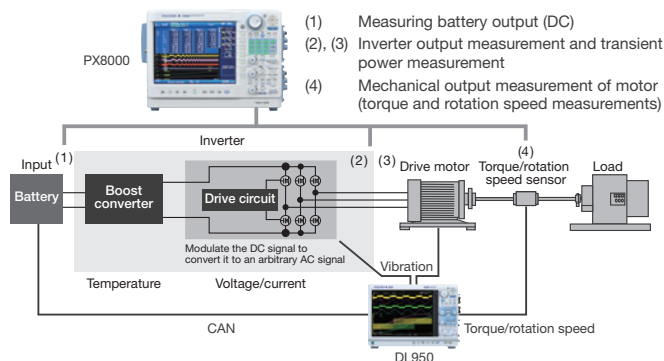 PX8000
(1) Measuring battery output (DC)
(2), (3) Inverter output measurement and transient
power measurement
(4) Mechanical output measurement of motor
(torque and rotation speed measurements)
Inverter
Input (1)
(2)
(3)
Drive motor
(4)
Torque/rotation
speed sensor
Load
Battery
Boost
converter
Drive circuit
Modulate the DC signal to
convert it to an arbitrary AC signal
Temperature
Voltage/current
Vibration
CAN
Torque/rotation speed
DL950